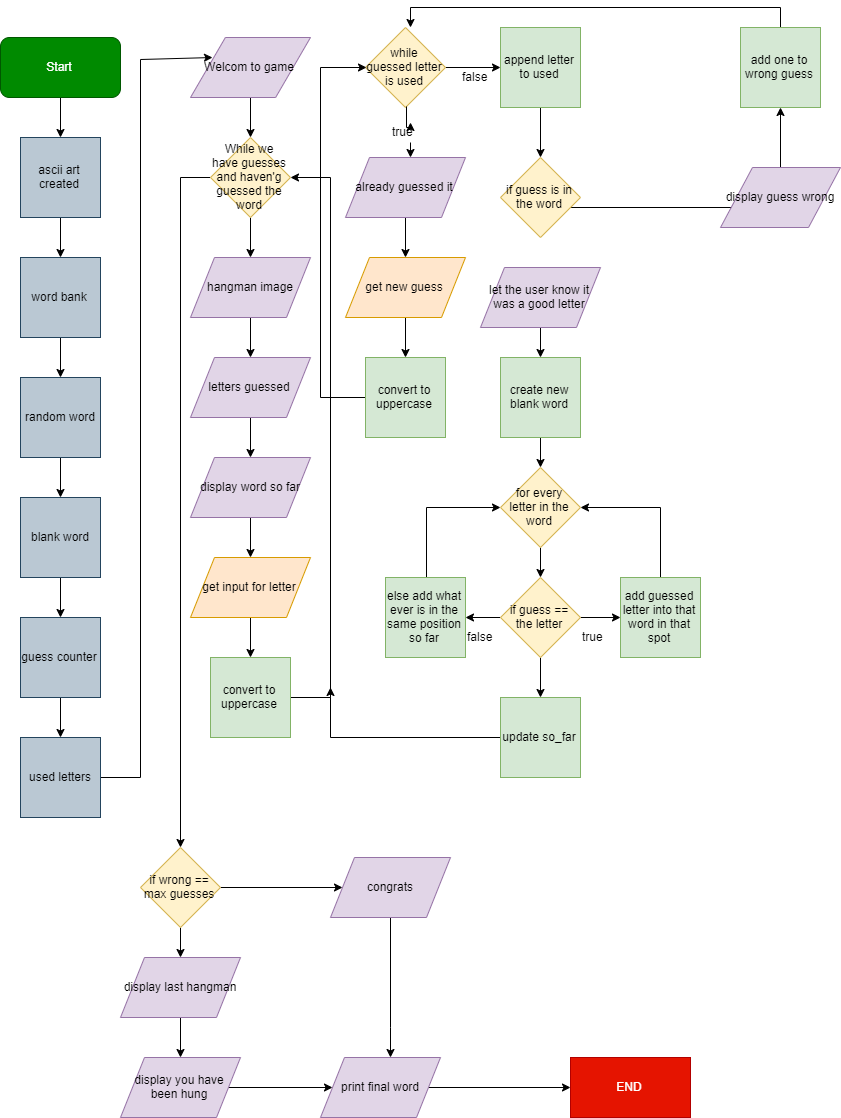 Start
ascii art
created
word bank
random word
blank word
guess counter
used letters
Welcom to game
While we
have guesses
and haven'g
guessed the
word
hangman image
letters guessed
display word so far
get input for letter
convert to
uppercase
while
guessed letter
is used
false
true
already guessed it
get new guess
convert to
uppercase
append letter
to used
if guess is in
the word
display guess wrong
add one to
wrong guess
let the user know it
was a good letter
create new
blank word
for every
letter in the
word
if guess ==
the letter
false
true
else add what
ever is in the
same position
so far
add guessed
letter into that
word in that
spot
update so_far
if wrong ==
max guesses
congrats
display last hangman
display you have
been hung
print final word
END